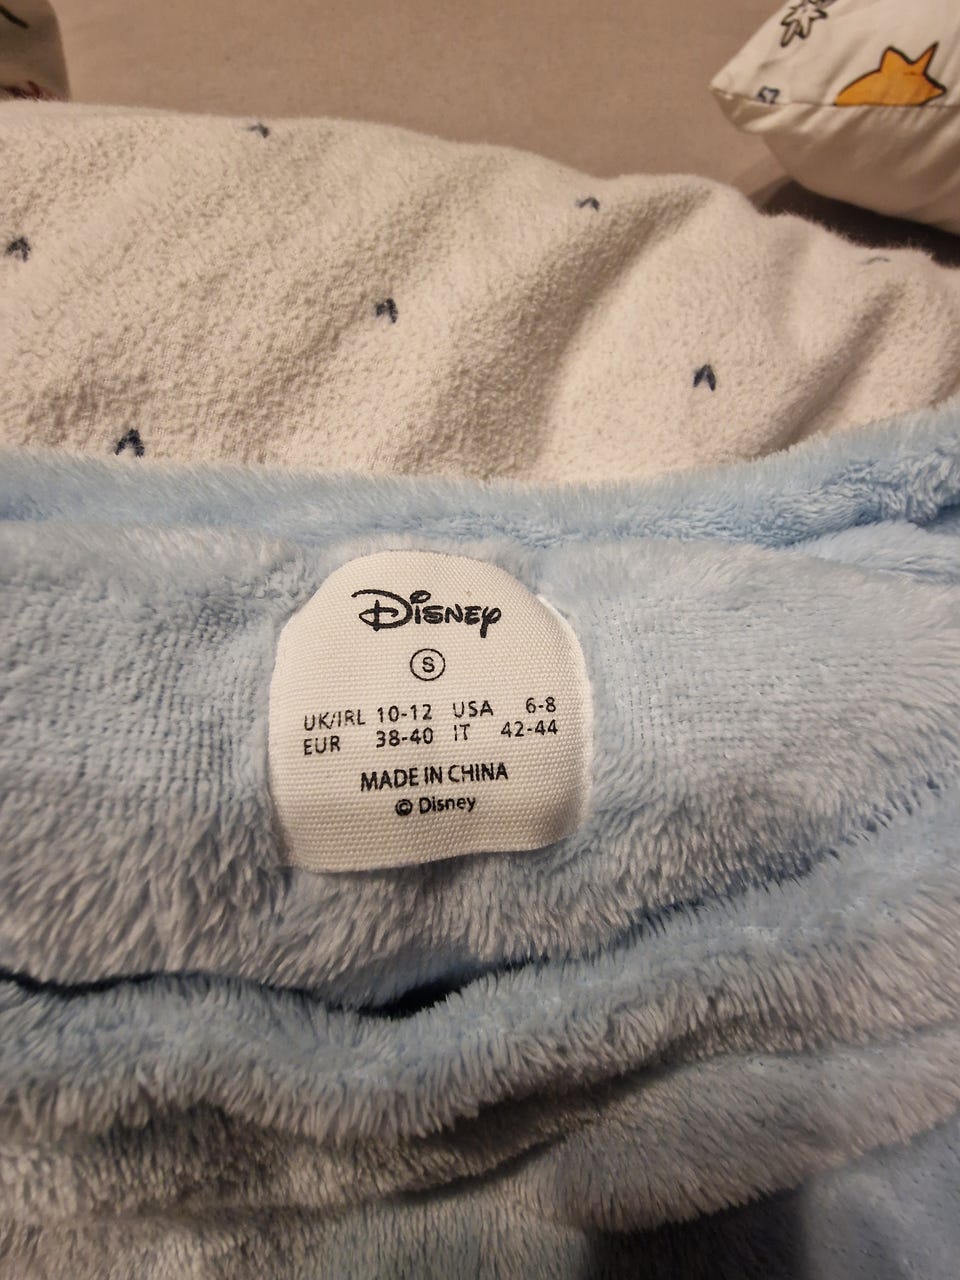 Disney
S
UK/IRL 10-12 USA 6-8
EUR 38-40 IT 42-44
MADE IN CHINA
© Disney